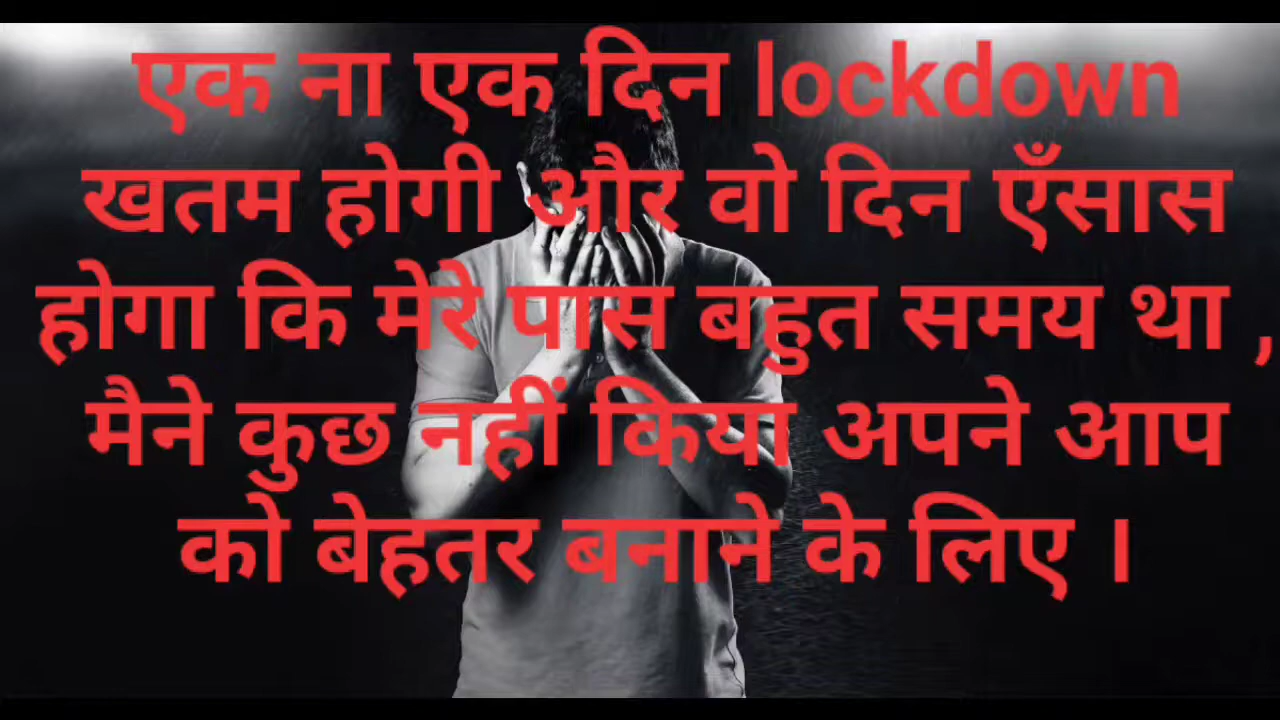 एक ना एक दिन lockdown
खतम होगी और वो दिन एँसास
होगा कि मेरे पास बहुत समय था ,
मैने कुछ नहीं किया अपने आप
को बेहतर बनाने के लिए ।